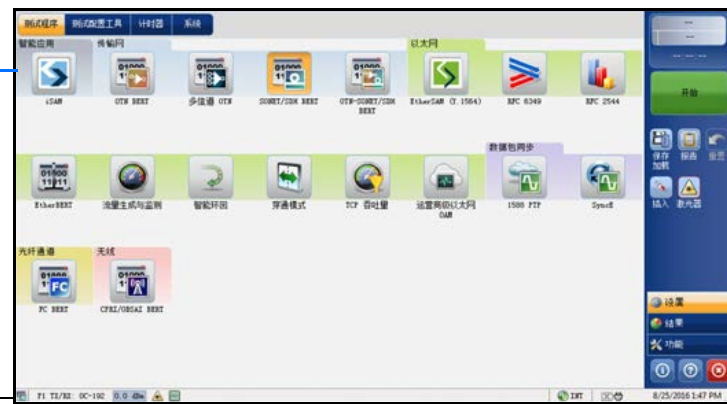 测试程序 测试配置工具 计时器 系统
智能应用 传输网 以太网
iSAM OTN BERT 多信道 OTN SONET/SDH BERT OTN-SONET/SDH BERT EtherSAM (Y.1564) RFC 6349 RFC 2544
数据包同步
EtherBERT 流量生成与监测 智能环回 穿通模式 TCP 吞吐量 运营商级以太网 OAM 1588 PTP SyncE
光纤通道 无线
FC BERT CPRI/OBSAI BERT
开始
保存 加载 报告 重置
插入 激光器
设置
结果
功能
P1 TX/RX: OC-192 0.0 dBm INT 8/25/2016 1:47 PM